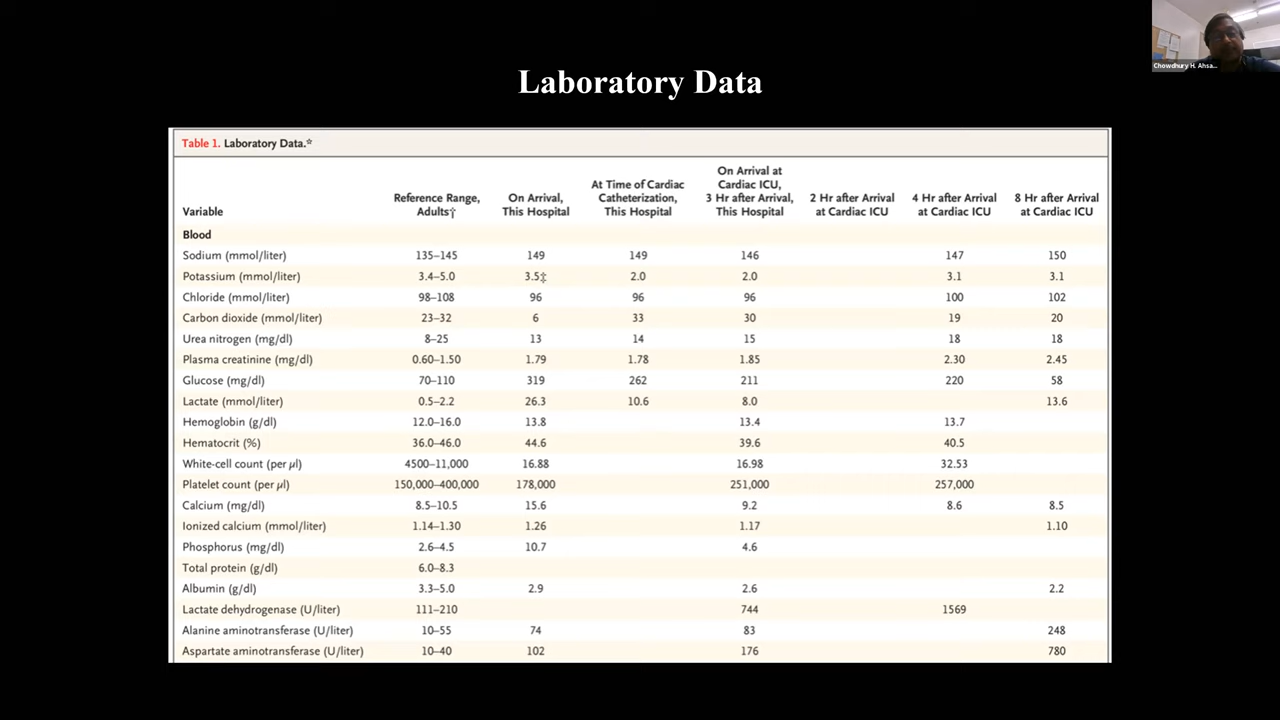 Chowdhury H. Ahsa...
Laboratory Data
Table 1. Laboratory Data.*
Variable Reference Range, Adults† On Arrival, This Hospital At Time of Cardiac Catheterization, This Hospital On Arrival at Cardiac ICU, 3 Hr after Arrival, This Hospital 2 Hr after Arrival at Cardiac ICU 4 Hr after Arrival at Cardiac ICU 8 Hr after Arrival at Cardiac ICU
Blood
Sodium (mmol/liter) 135–145 149 149 146 147 150
Potassium (mmol/liter) 3.4–5.0 3.5‡ 2.0 2.0 3.1 3.1
Chloride (mmol/liter) 98–108 96 96 96 100 102
Carbon dioxide (mmol/liter) 23–32 6 33 30 19 20
Urea nitrogen (mg/dl) 8–25 13 14 15 18 18
Plasma creatinine (mg/dl) 0.60–1.50 1.79 1.78 1.85 2.30 2.45
Glucose (mg/dl) 70–110 319 262 211 220 58
Lactate (mmol/liter) 0.5–2.2 26.3 10.6 8.0 13.6
Hemoglobin (g/dl) 12.0–16.0 13.8 13.4 13.7
Hematocrit (%) 36.0–46.0 44.6 39.6 40.5
White-cell count (per µl) 4500–11,000 16.88 16.98 32.53
Platelet count (per µl) 150,000–400,000 178,000 251,000 257,000
Calcium (mg/dl) 8.5–10.5 15.6 9.2 8.6 8.5
Ionized calcium (mmol/liter) 1.14–1.30 1.26 1.17 1.10
Phosphorus (mg/dl) 2.6–4.5 10.7 4.6
Total protein (g/dl) 6.0–8.3
Albumin (g/dl) 3.3–5.0 2.9 2.6 2.2
Lactate dehydrogenase (U/liter) 111–210 744 1569
Alanine aminotransferase (U/liter) 10–55 74 83 248
Aspartate aminotransferase (U/liter) 10–40 102 176 780